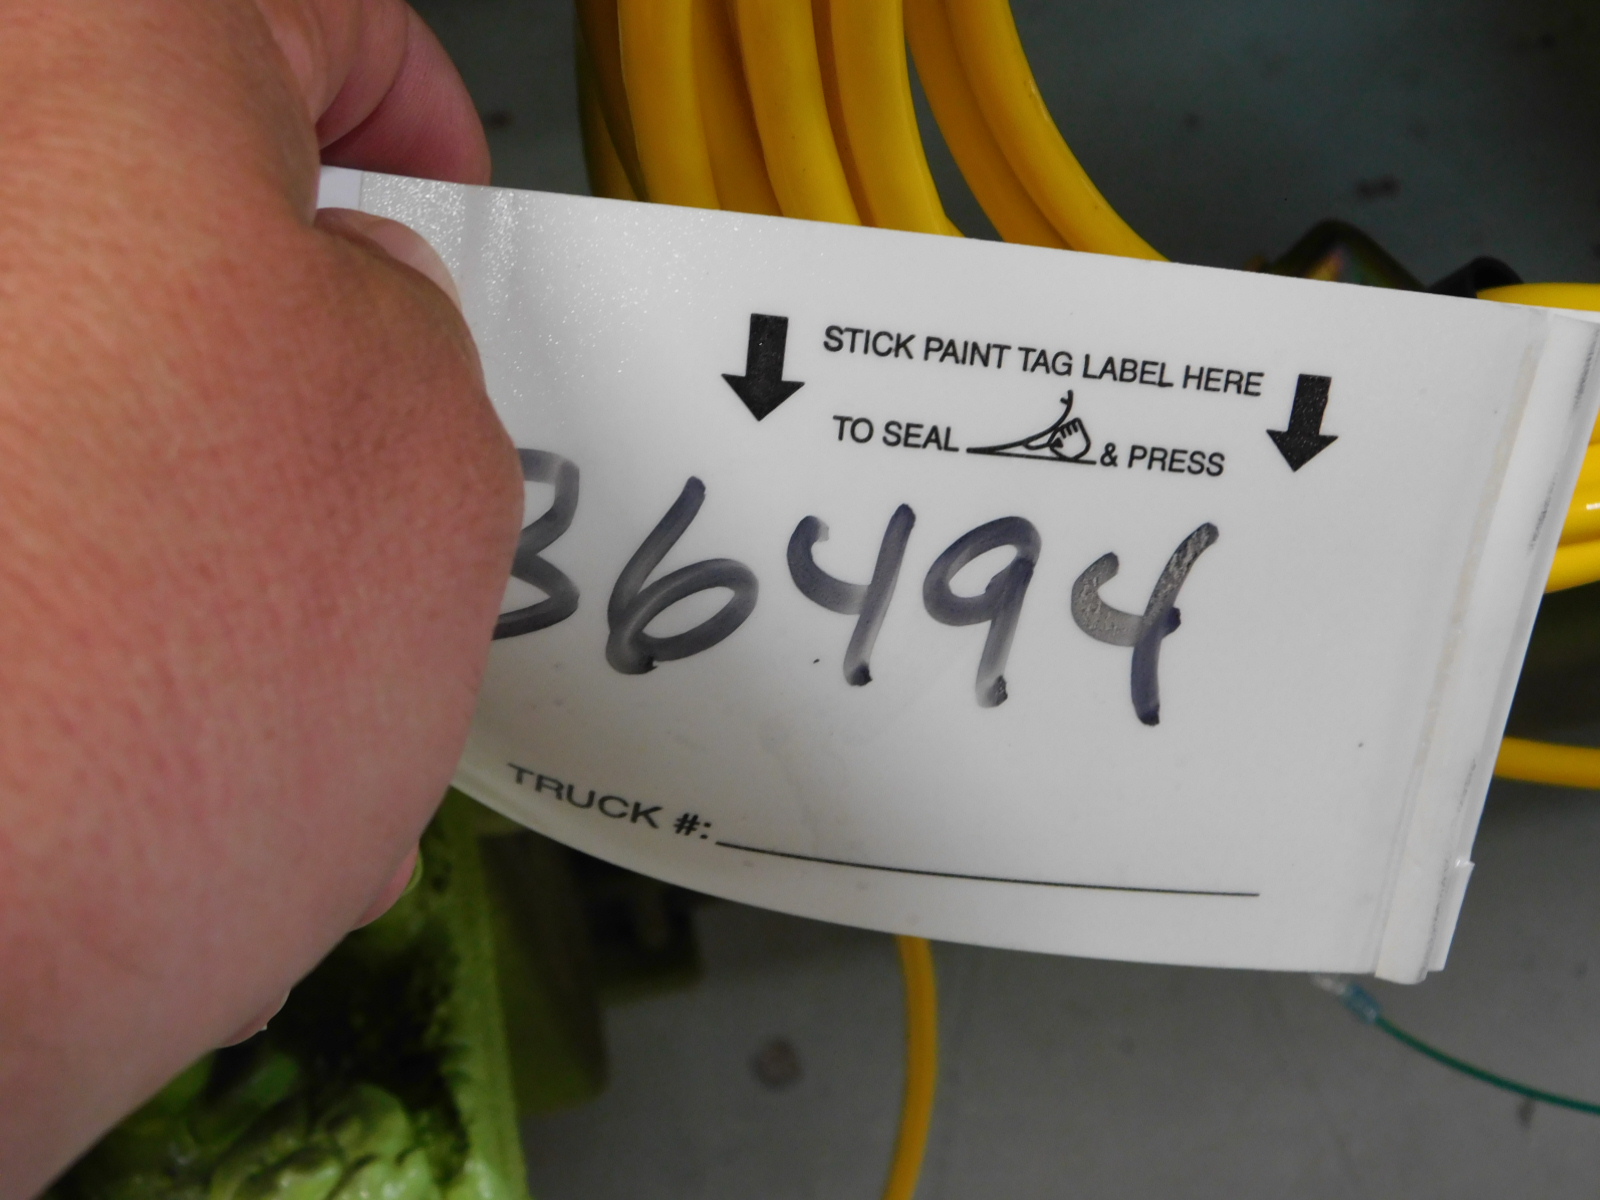 STICK PAINT TAG LABEL HERE
TO SEAL & PRESS
36494
TRUCK #: